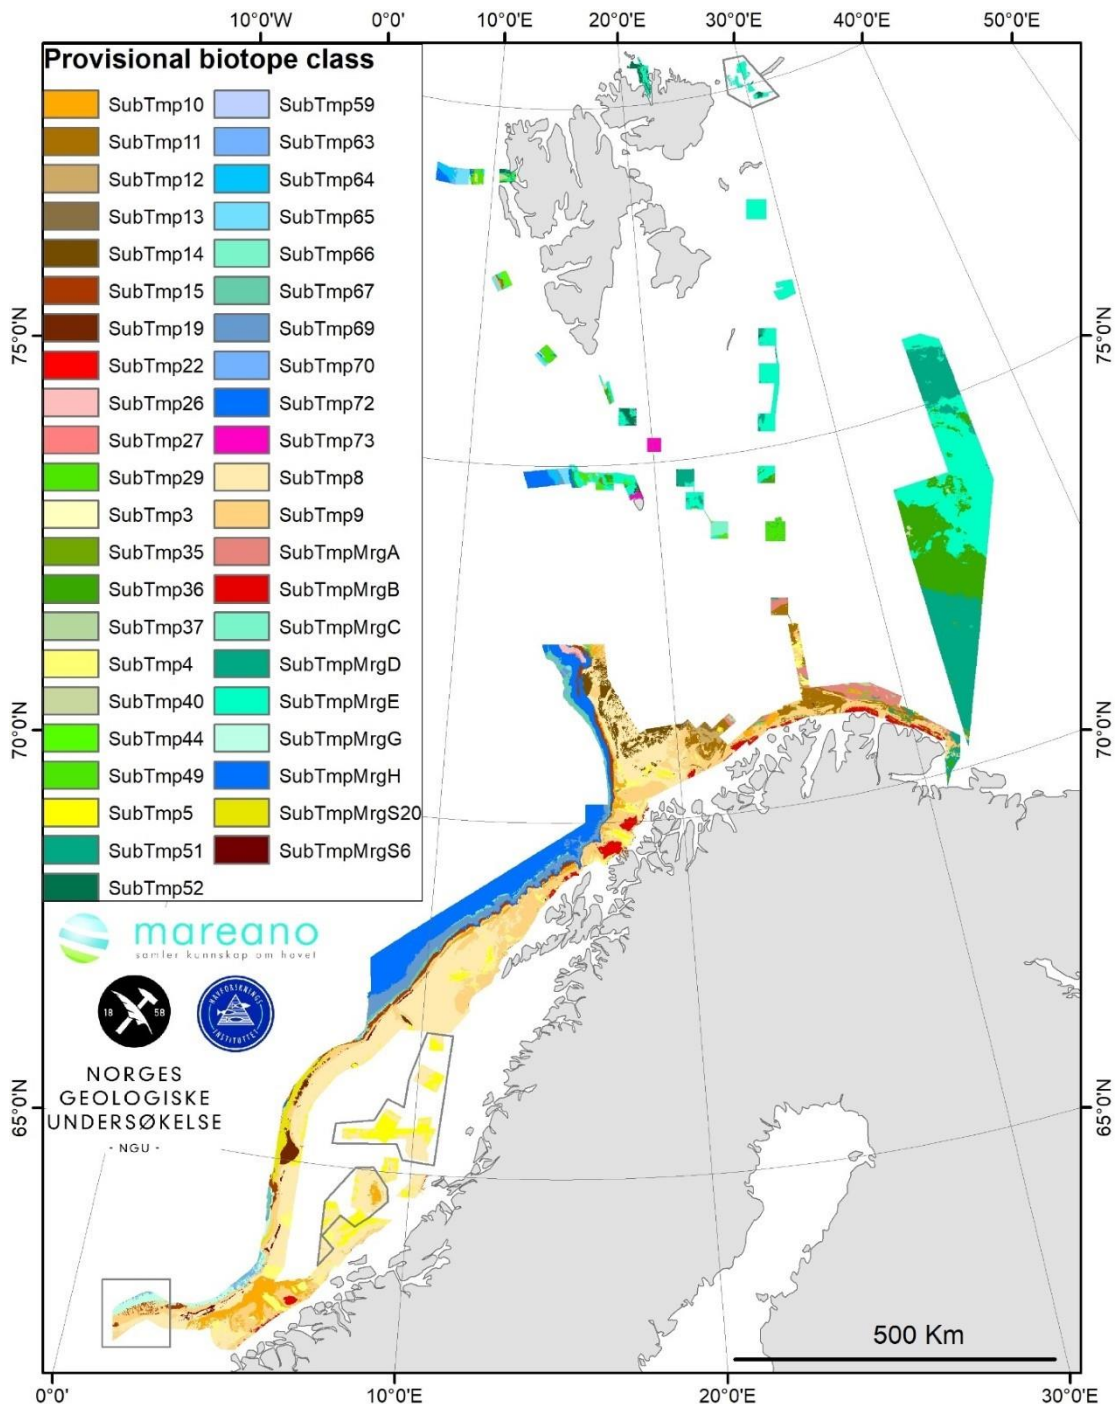 10°0'W 0°0' 10°0'E 20°0'E 30°0'E 40°0'E 50°0'E
Provisional biotope class
SubTmp10 SubTmp59
SubTmp11 SubTmp63
SubTmp12 SubTmp64
SubTmp13 SubTmp65
SubTmp14 SubTmp66
SubTmp15 SubTmp67
SubTmp19 SubTmp69
SubTmp22 SubTmp70
SubTmp26 SubTmp72
SubTmp27 SubTmp73
SubTmp29 SubTmp8
SubTmp3 SubTmp9
SubTmp35 SubTmpMrgA
SubTmp36 SubTmpMrgB
SubTmp37 SubTmpMrgC
SubTmp4 SubTmpMrgD
SubTmp40 SubTmpMrgE
SubTmp44 SubTmpMrgG
SubTmp49 SubTmpMrgH
SubTmp5 SubTmpMrgS20
SubTmp51 SubTmpMrgS6
SubTmp52
75°0'N 75°0'N
70°0'N 70°0'N
mareano
samler kunnskap om havet
18 58
HAVFORSKNINGS
INSTITUTTET
NORGES
GEOLOGISKE
UNDERSØKELSE
- NGU -
65°0'N 65°0'N
500 Km
0°0' 10°0'E 20°0'E 30°0'E